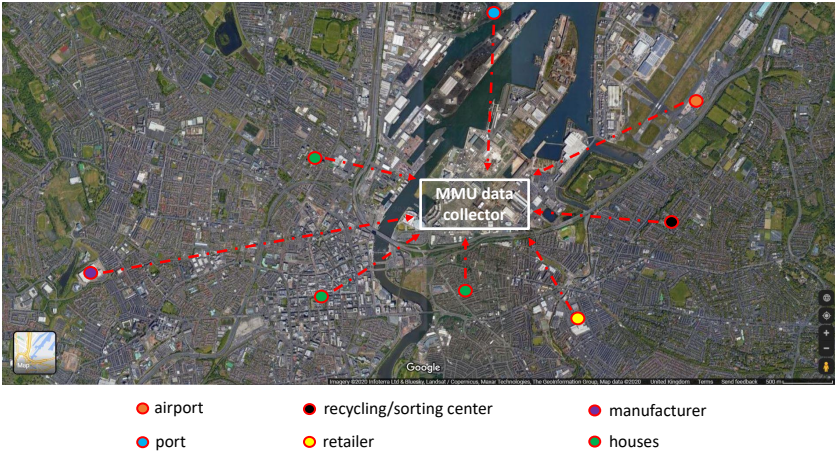 MMU data
collector
Map
Google
Imagery ©2020 Infoterra Ltd & Bluesky, Landsat / Copernicus, Maxar Technologies, The GeoInformation Group, Map data ©2020 United Kingdom Terms Send feedback 500 m
airport recycling/sorting center manufacturer
port retailer houses